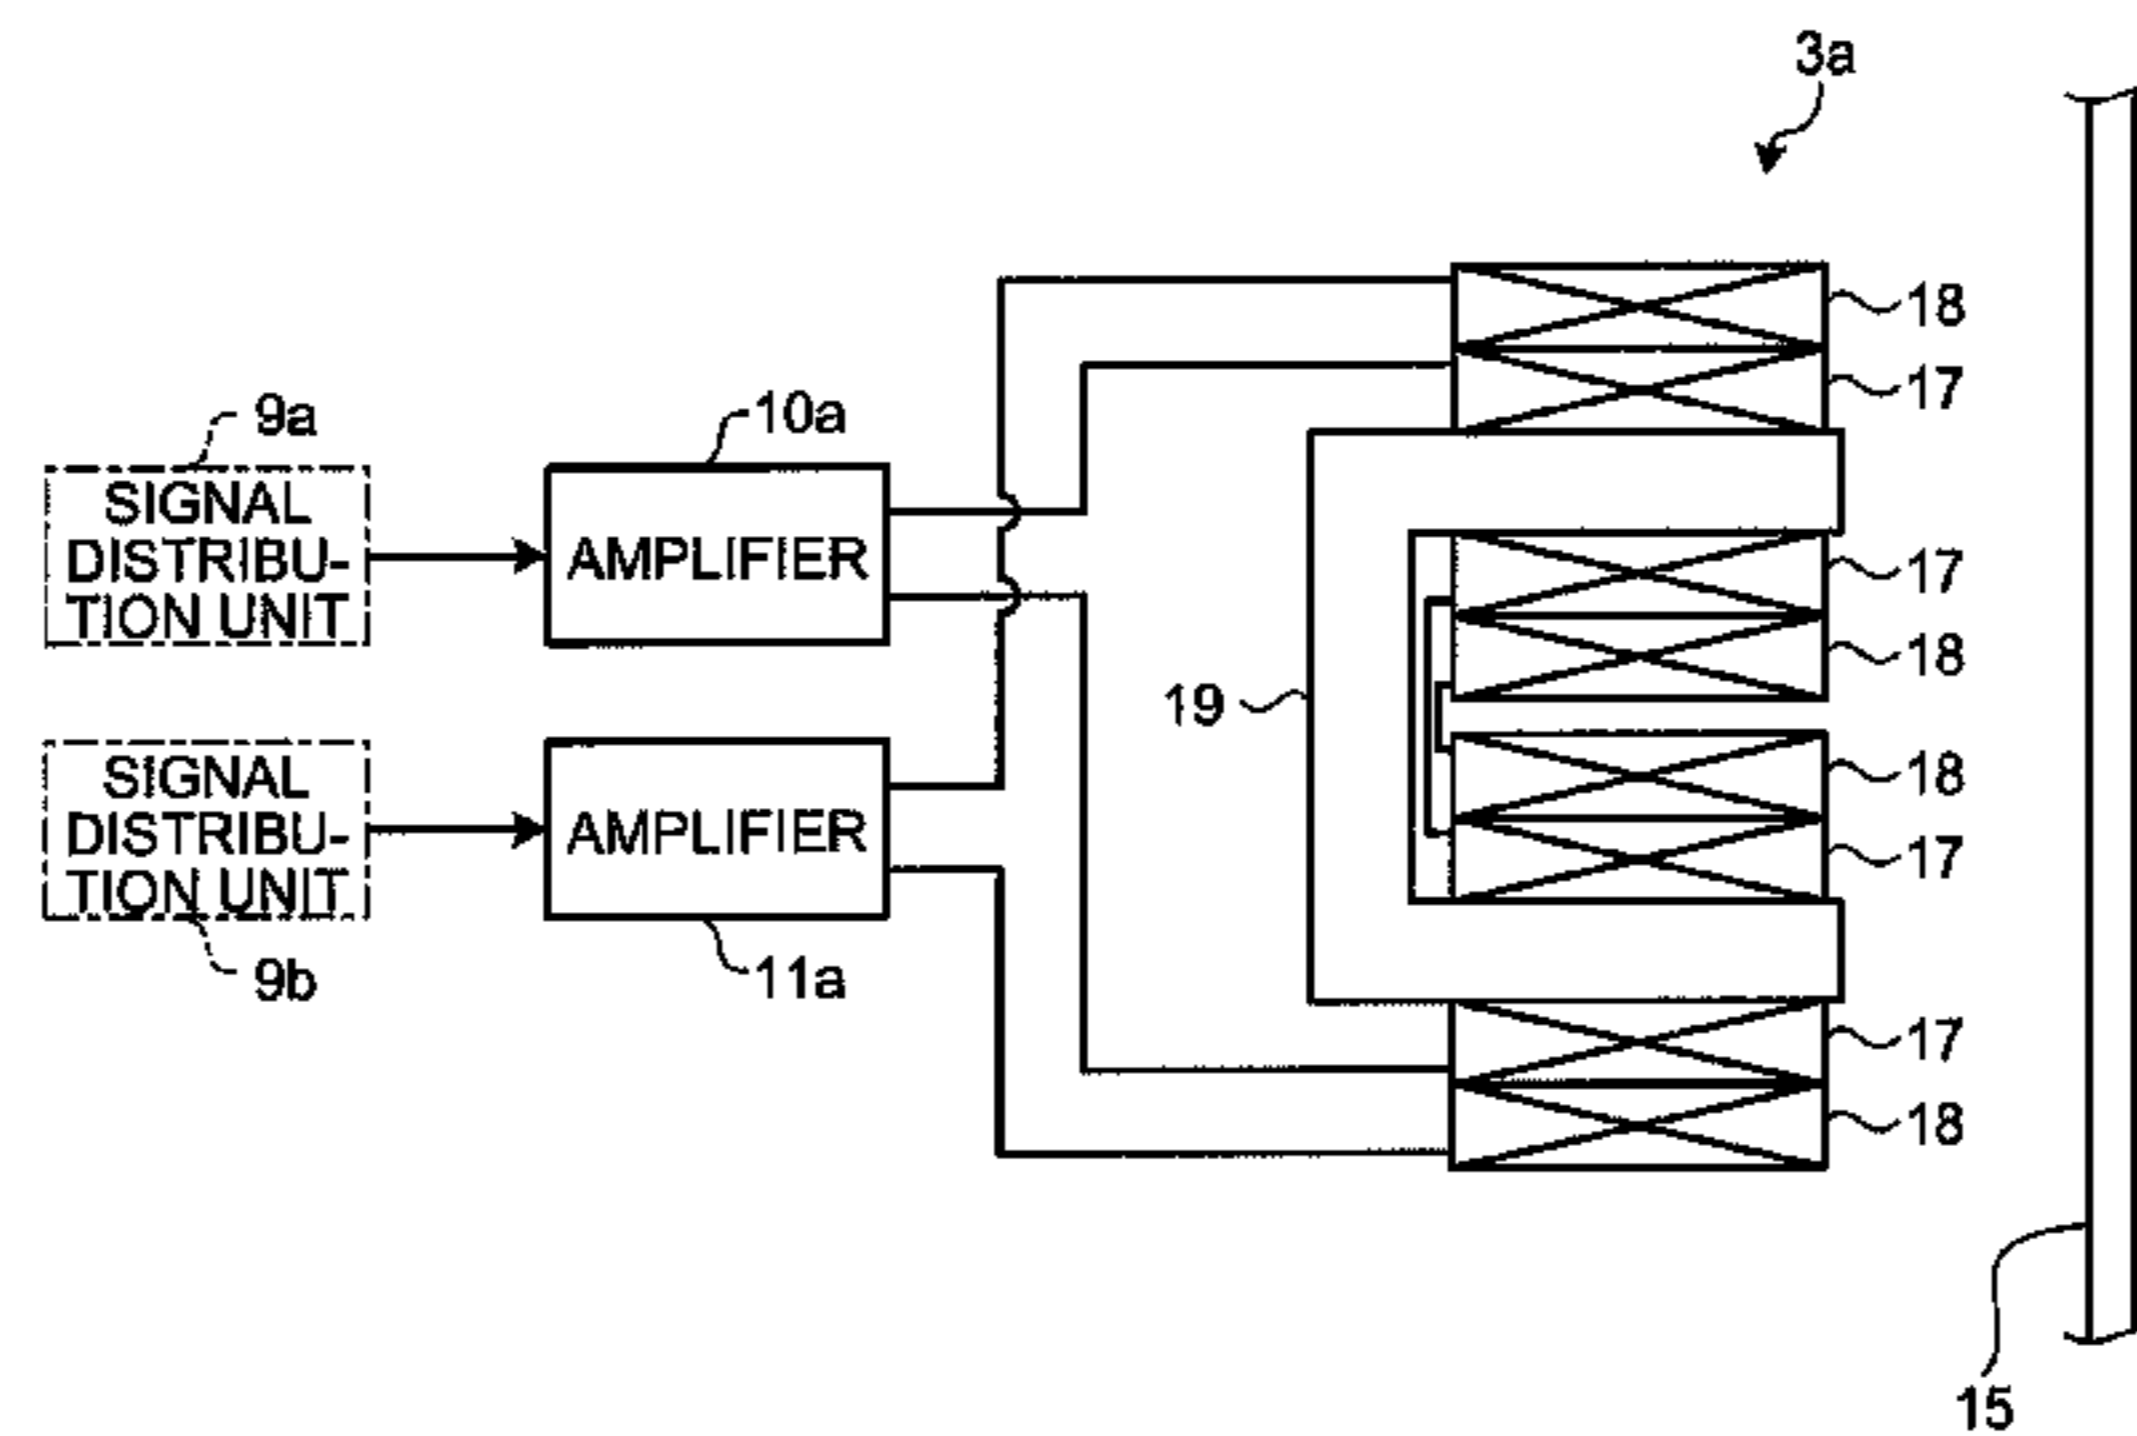 3a
18
17
9a
10a
SIGNAL
DISTRIBU-
TION UNIT
AMPLIFIER
17
18
19
SIGNAL
DISTRIBU-
TION UNIT
AMPLIFIER
18
17
9b
11a
17
18
15